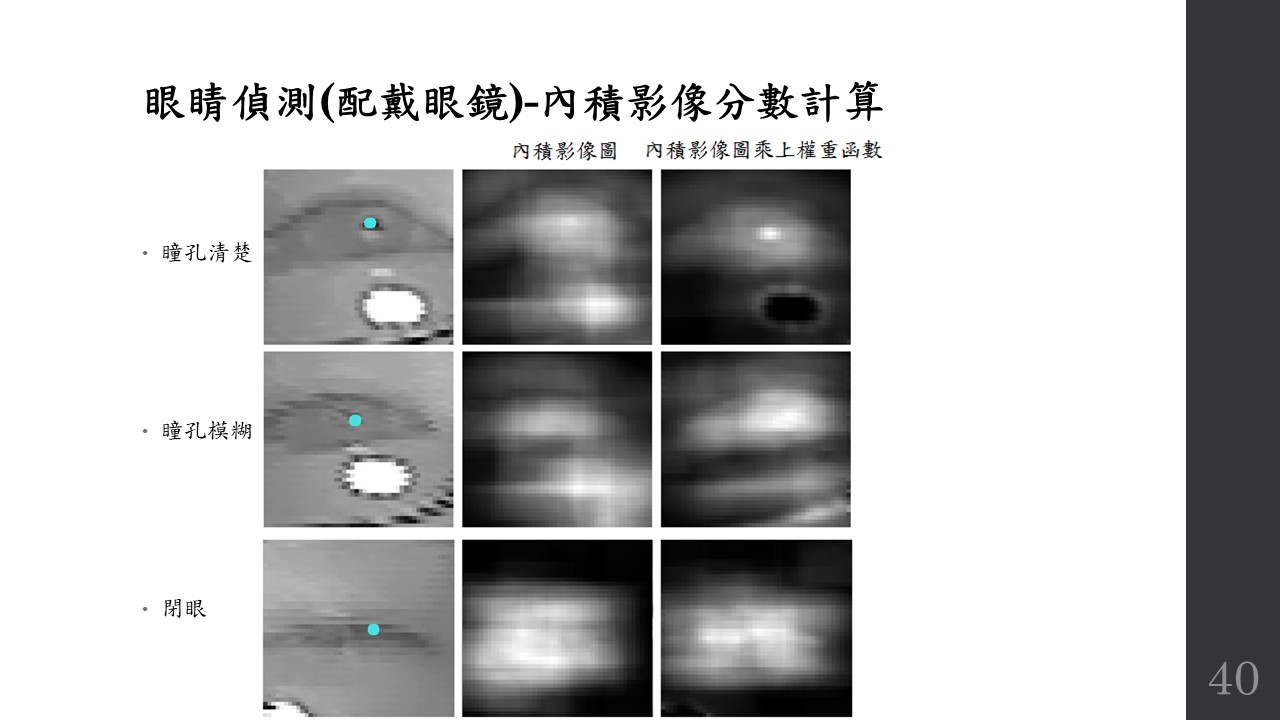 眼睛偵測(配戴眼鏡)-內積影像分數計算
內積影像圖 內積影像圖乘上權重函數
• 瞳孔清楚
• 瞳孔模糊
• 閉眼
40